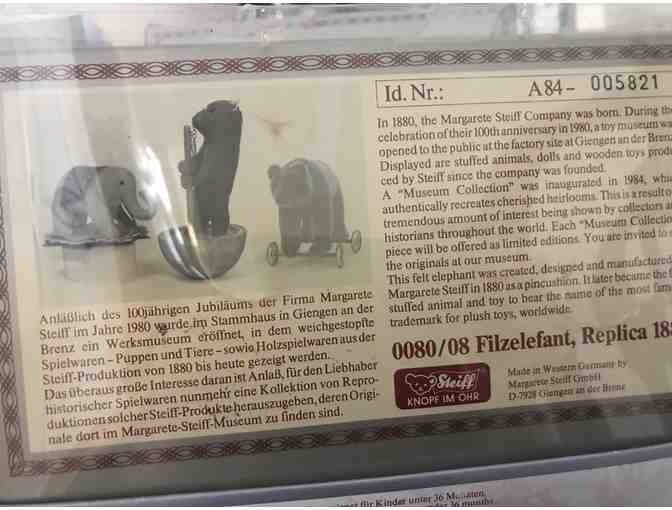 Id. Nr.: A84- 005821
In 1880, the Margarete Steiff Company was born. During
celebration of their 100th anniversary in 1980, a toy museum
opened to the public at the factory site at Giengen an der Brenz
Displayed are stuffed animals, dolls and wooden toys
ced by Steiff since the company was founded.
A "Museum Collection" was inaugurated in 1984,
authentically recreates cherished heirlooms. This is a result
tremendous amount of interest being shown by collectors
historians throughout the world. Each "Museum
piece will be offered as limited editions. You are invited to
the originals at our museum.
This felt elephant was created, designed and manufactured
Margarete Steiff in 1880 as a pincushion. It later became the
stuffed animal and toy to bear the name of the most
trademark for plush toys, worldwide.
0080/08 Filzelefant, Replica
Steiff
KNOPF IM OHR
Made in Western Germany by
Margarete Steiff GmbH
D-7928 Giengen an der Brenz
Anläßlich des 100jährigen Jubiläums der Firma Margarete
Steiff im Jahre 1980 wurde im Stammhaus in Giengen an der
Brenz ein Werksmuseum eröffnet, in dem weichgestopfte
Spielwaren – Puppen und Tiere – sowie Holzspielwaren aus der
Steiff-Produktion von 1880 bis heute gezeigt werden.
Das überaus große Interesse daran ist Anlaß, für den Liebhaber
historischer Spielwaren nunmehr eine Kollektion von Repro-
duktionen solcher Steiff-Produkte herauszugeben, deren Origi-
nale dort im Margarete-Steiff-Museum zu finden sind.
für Kinder unter 36 Monaten.
36 months